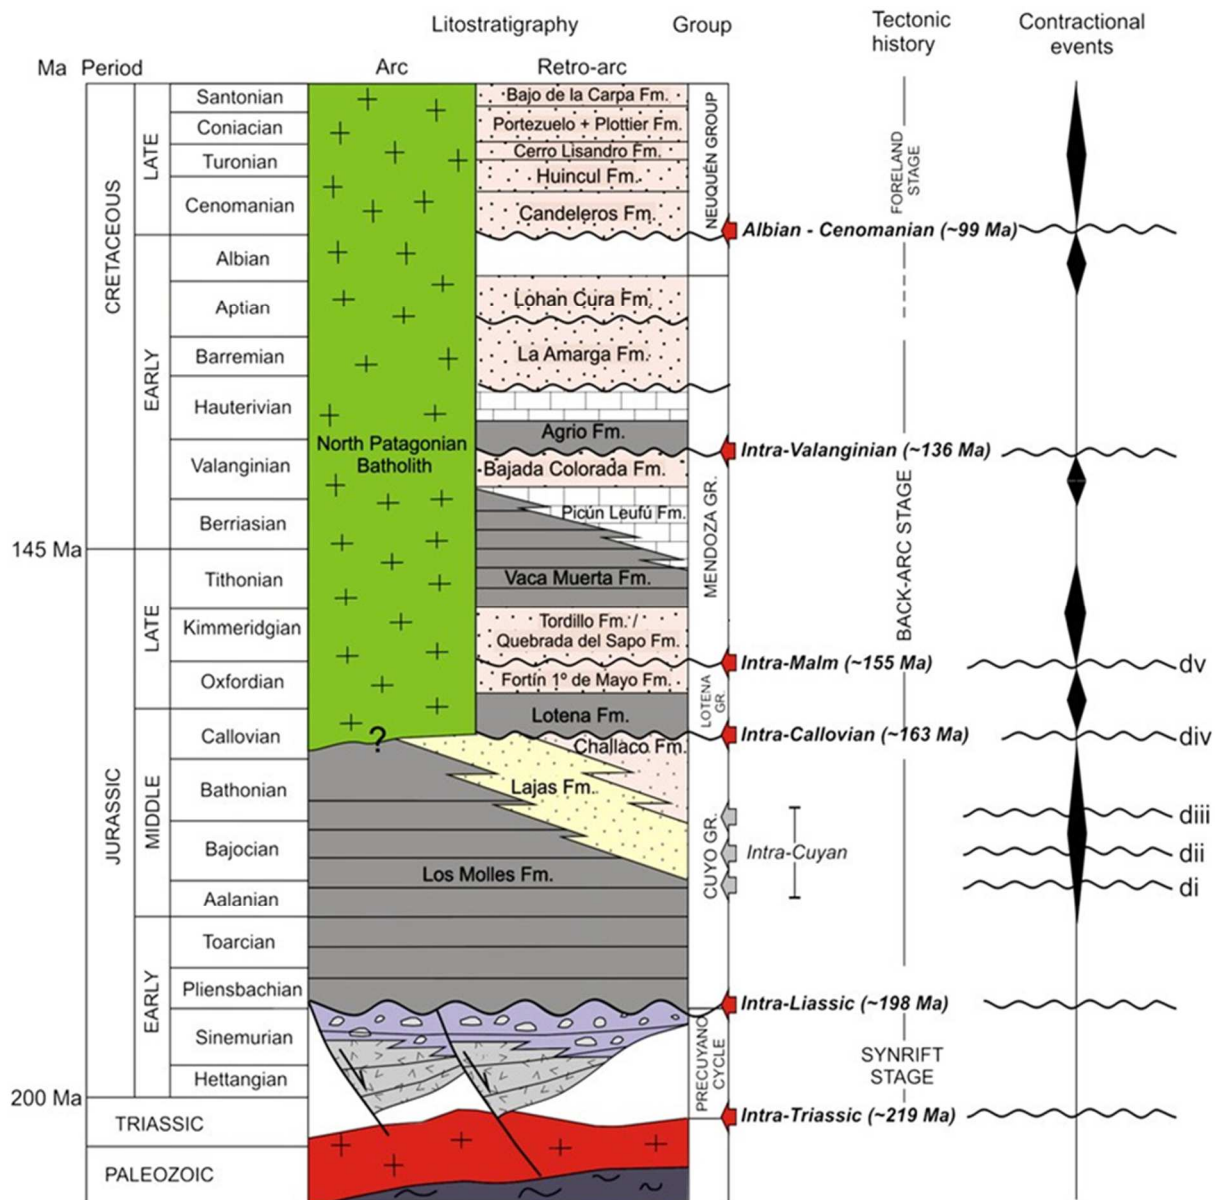 Litostratigraphy
Group
Tectonic
history
Contractional
events
Ma
Period
Arc
Retro-arc
CRETACEOUS
LATE
Santonian
Coniacian
Turonian
Cenomanian
EARLY
Albian
Aptian
Barremian
Hauterivian
Valanginian
Berriasian
145 Ma
JURASSIC
LATE
Tithonian
Kimmeridgian
Oxfordian
MIDDLE
Callovian
Bathonian
Bajocian
Aalanian
EARLY
Toarcian
Pliensbachian
Sinemurian
Hettangian
200 Ma
TRIASSIC
PALEOZOIC
North Patagonian
Batholith
?
Bajo de la Carpa Fm.
Portezuelo + Plottier Fm.
Cerro Lisandro Fm.
Huincul Fm.
Candeleros Fm.
Lohan Cura Fm.
La Amarga Fm.
Agrio Fm.
Bajada Colorada Fm.
Picún Leufú Fm.
Vaca Muerta Fm.
Tordillo Fm. /
Quebrada del Sapo Fm.
Fortín 1º de Mayo Fm.
Lotena Fm.
Challaco Fm.
Lajas Fm.
Los Molles Fm.
NEUQUÉN GROUP
MENDOZA GR.
LOTENA
GR.
CUYO GR.
PRECUYANO
CYCLE
Albian - Cenomanian (~99 Ma)
Intra-Valanginian (~136 Ma)
Intra-Malm (~155 Ma)
Intra-Callovian (~163 Ma)
Intra-Cuyan
Intra-Liassic (~198 Ma)
Intra-Triassic (~219 Ma)
FORELAND
STAGE
BACK-ARC STAGE
SYNRIFT
STAGE
dv
div
diii
dii
di